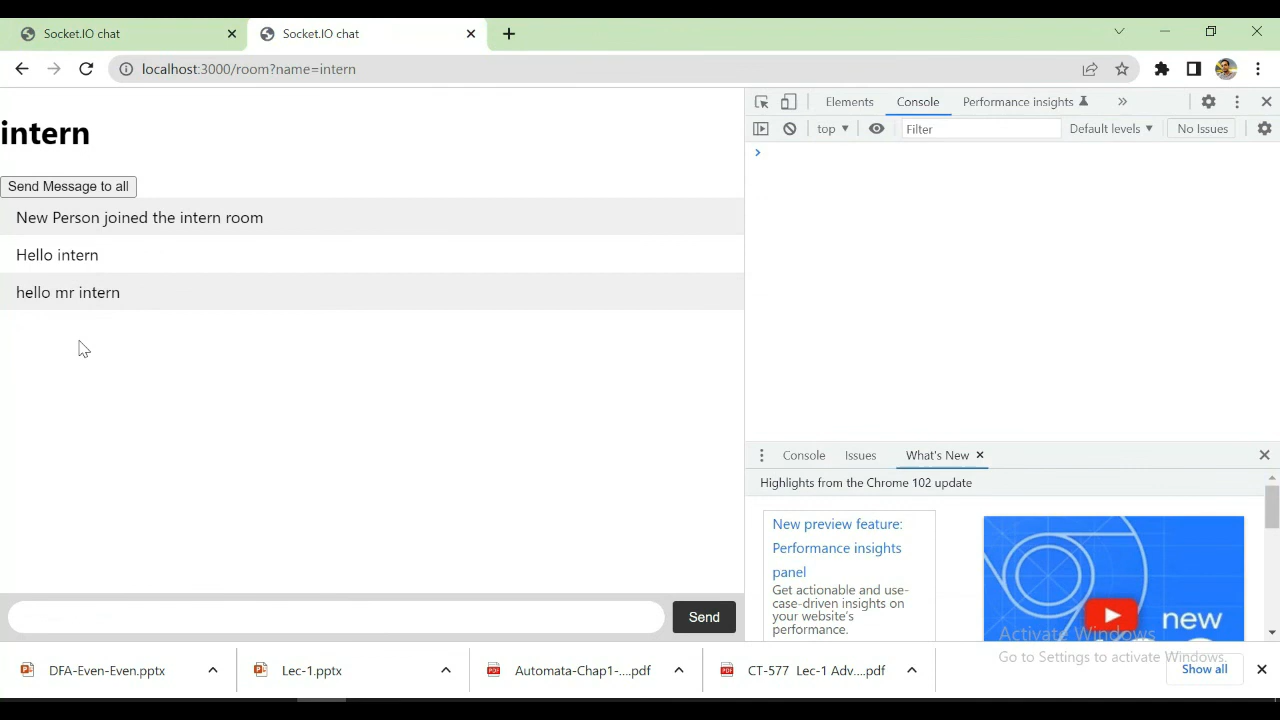 Socket.IO chat
Socket.IO chat
localhost:3000/room?name=intern
intern
Send Message to all
New Person joined the intern room
Hello intern
hello mr intern
Send
Elements Console Performance insights
top Filter Default levels No Issues
Console Issues What's New
Highlights from the Chrome 102 update
New preview feature:
Performance insights
panel
Get actionable and use-
case-driven insights on
your website's
performance.
new
Activate Windows
Go to Settings to activate Windows.
DFA-Even-Even.pptx Lec-1.pptx Automata-Chap1-....pdf CT-577 Lec-1 Adv....pdf Show all